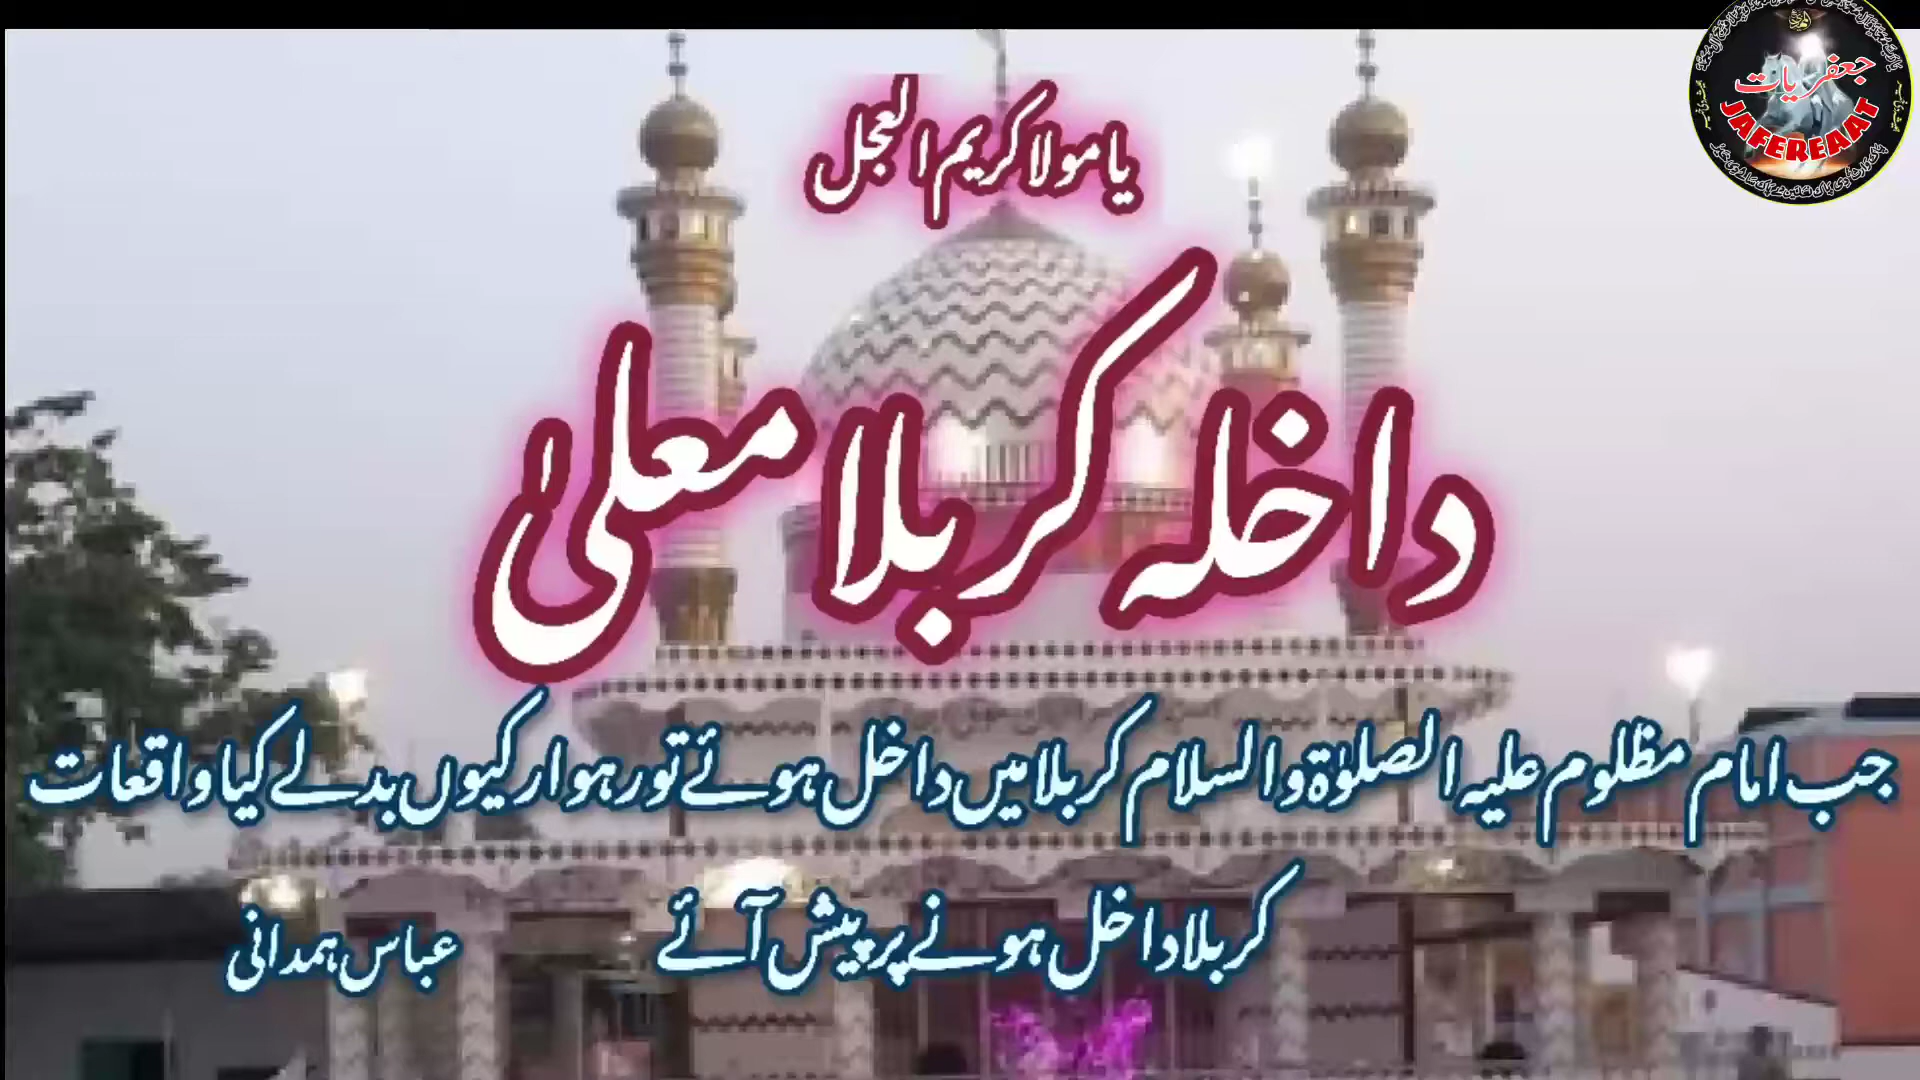 جعفریات
JAFEREAAT
یا مولا کریم العجل
داخلہ کربلا معلیٰ
جب امام مظلوم علیہ الصلوٰۃ والسلام کربلا میں داخل ہوئے تو رہوار کیوں بدلے کیا واقعات
کربلا داخل ہونے پر پیش آئے
عباس ہمدانی